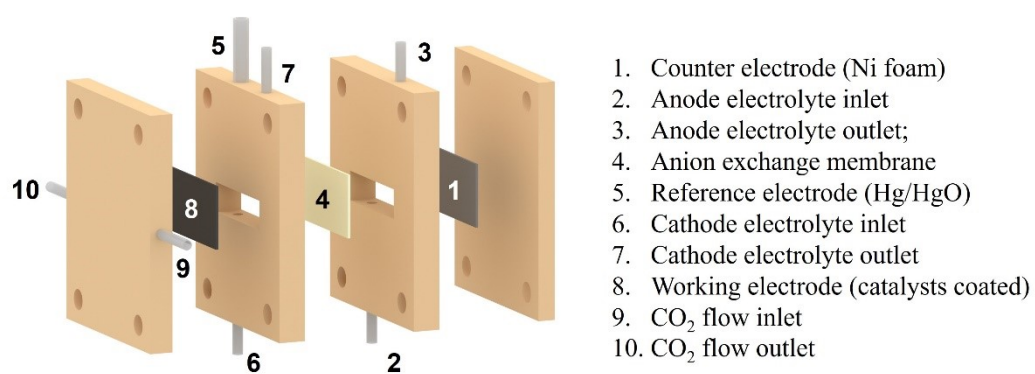 5
7
3
10
8
4
1
9
6
2
1. Counter electrode (Ni foam)
2. Anode electrolyte inlet
3. Anode electrolyte outlet;
4. Anion exchange membrane
5. Reference electrode (Hg/HgO)
6. Cathode electrolyte inlet
7. Cathode electrolyte outlet
8. Working electrode (catalysts coated)
9. CO₂ flow inlet
10. CO₂ flow outlet